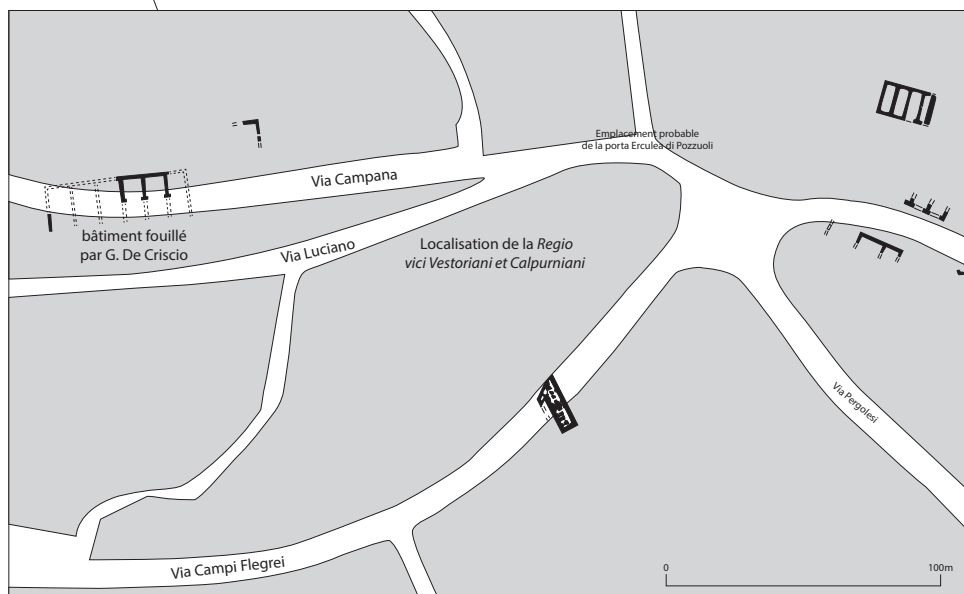 Emplacement probable
de la porta Erculea di Pozzuoli
Via Campana
bâtiment fouillé
par G. De Criscio
Via Luciano
Localisation de la Regio
vici Vestoriani et Calpurniani
Via Pergolesi
Via Campi Flegrei
0
100m